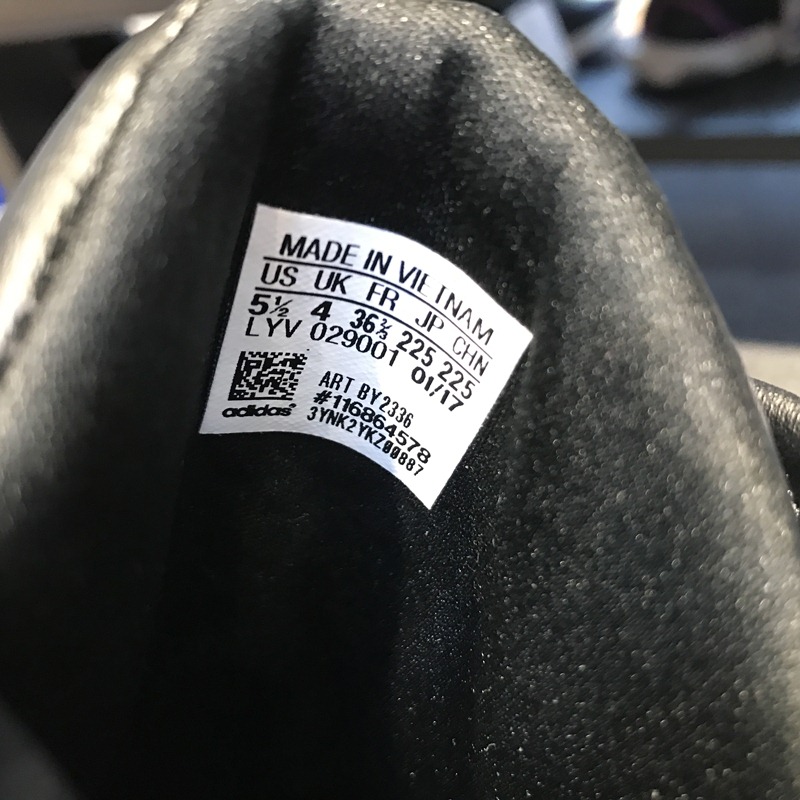 MADE IN VIETNAM
US UK FR JP CHN
5½ 4 36⅔ 225 225
LYV 029001 01/17
ART BY2336
#116864578
3YNK2YKZ00887
adidas